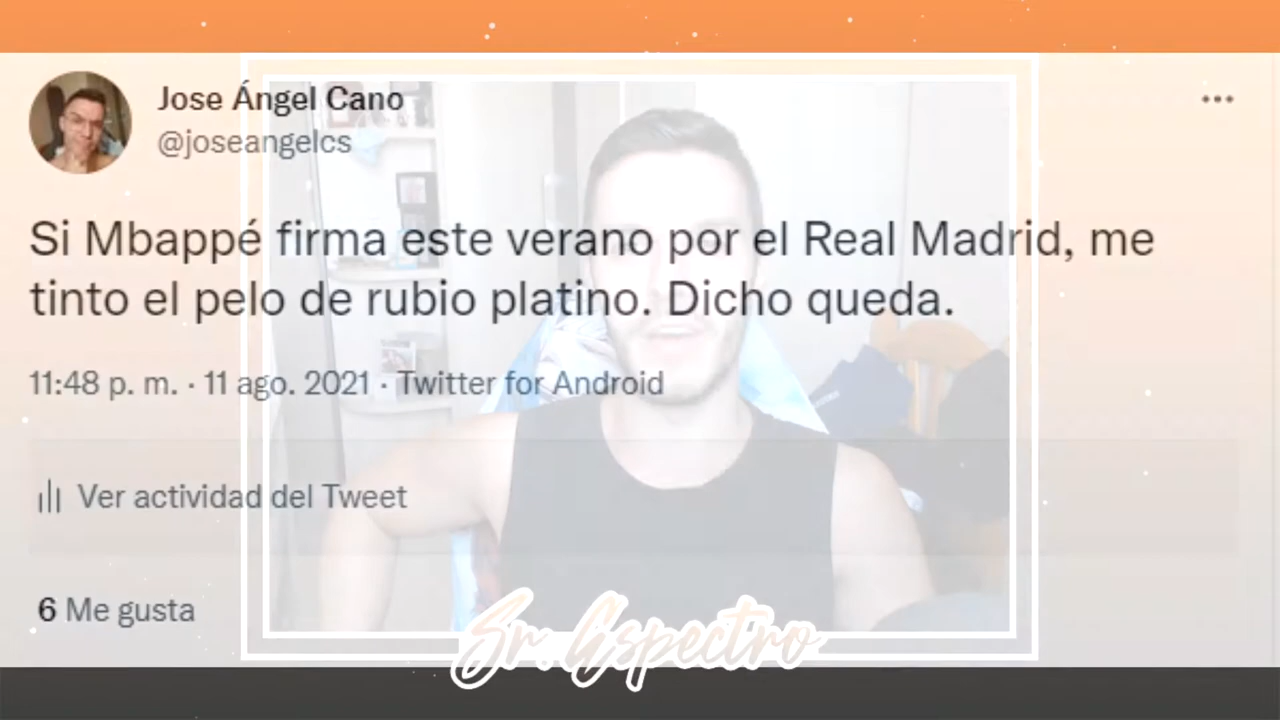 Jose Ángel Cano
@joseangelcs
Si Mbappé firma este verano por el Real Madrid, me
tinto el pelo de rubio platino. Dicho queda.
11:48 p. m. · 11 ago. 2021 · Twitter for Android
Ver actividad del Tweet
6 Me gusta
Sr. Espectro